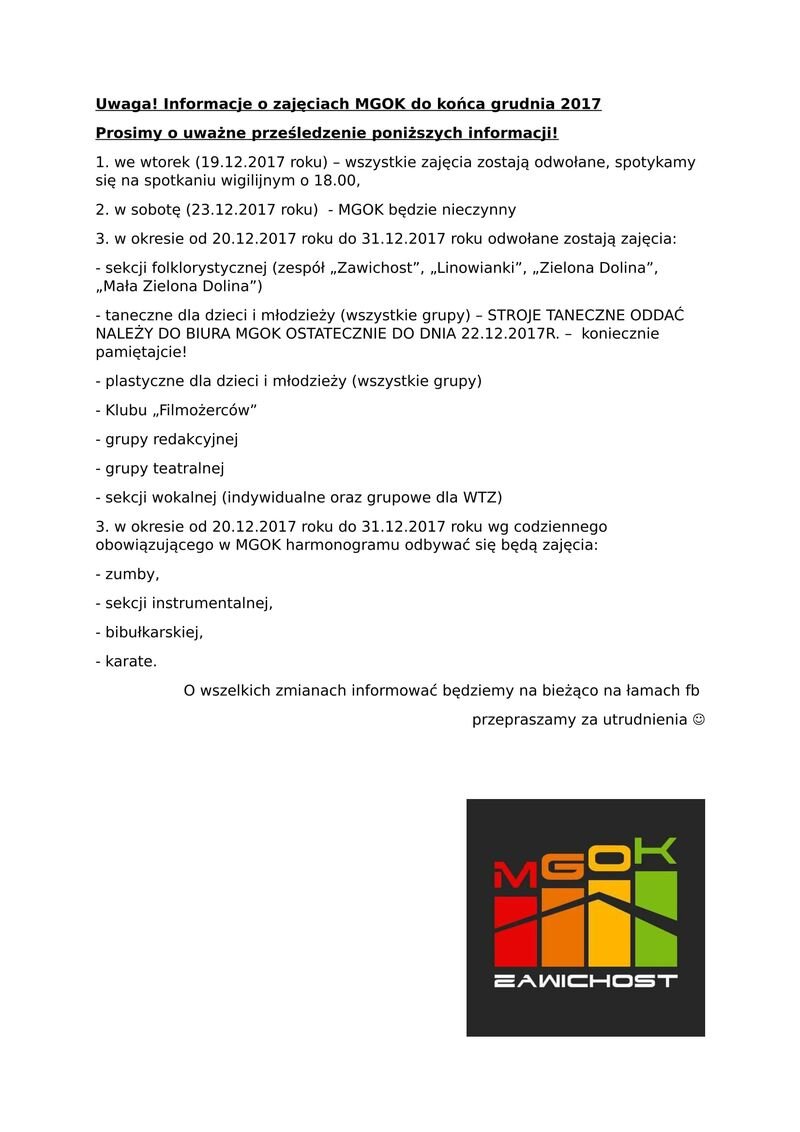 Uwaga! Informacje o zajęciach MGOK do końca grudnia 2017
Prosimy o uważne prześledzenie poniższych informacji!
1. we wtorek (19.12.2017 roku) – wszystkie zajęcia zostają odwołane, spotykamy
się na spotkaniu wigilijnym o 18.00,
2. w sobotę (23.12.2017 roku)  - MGOK będzie nieczynny
3. w okresie od 20.12.2017 roku do 31.12.2017 roku odwołane zostają zajęcia:
- sekcji folklorystycznej (zespół „Zawichost”, „Linowianki”, „Zielona Dolina”,
„Mała Zielona Dolina”)
- taneczne dla dzieci i młodzieży (wszystkie grupy) – STROJE TANECZNE ODDAĆ
NALEŻY DO BIURA MGOK OSTATECZNIE DO DNIA 22.12.2017R. –  koniecznie
pamiętajcie!
- plastyczne dla dzieci i młodzieży (wszystkie grupy)
- Klubu „Filmożerców”
- grupy redakcyjnej
- grupy teatralnej
- sekcji wokalnej (indywidualne oraz grupowe dla WTZ)
3. w okresie od 20.12.2017 roku do 31.12.2017 roku wg codziennego
obowiązującego w MGOK harmonogramu odbywać się będą zajęcia:
- zumby,
- sekcji instrumentalnej,
- bibułkarskiej,
- karate.
O wszelkich zmianach informować będziemy na bieżąco na łamach fb
przepraszamy za utrudnienia ☺
MGOK
ZAWICHOST